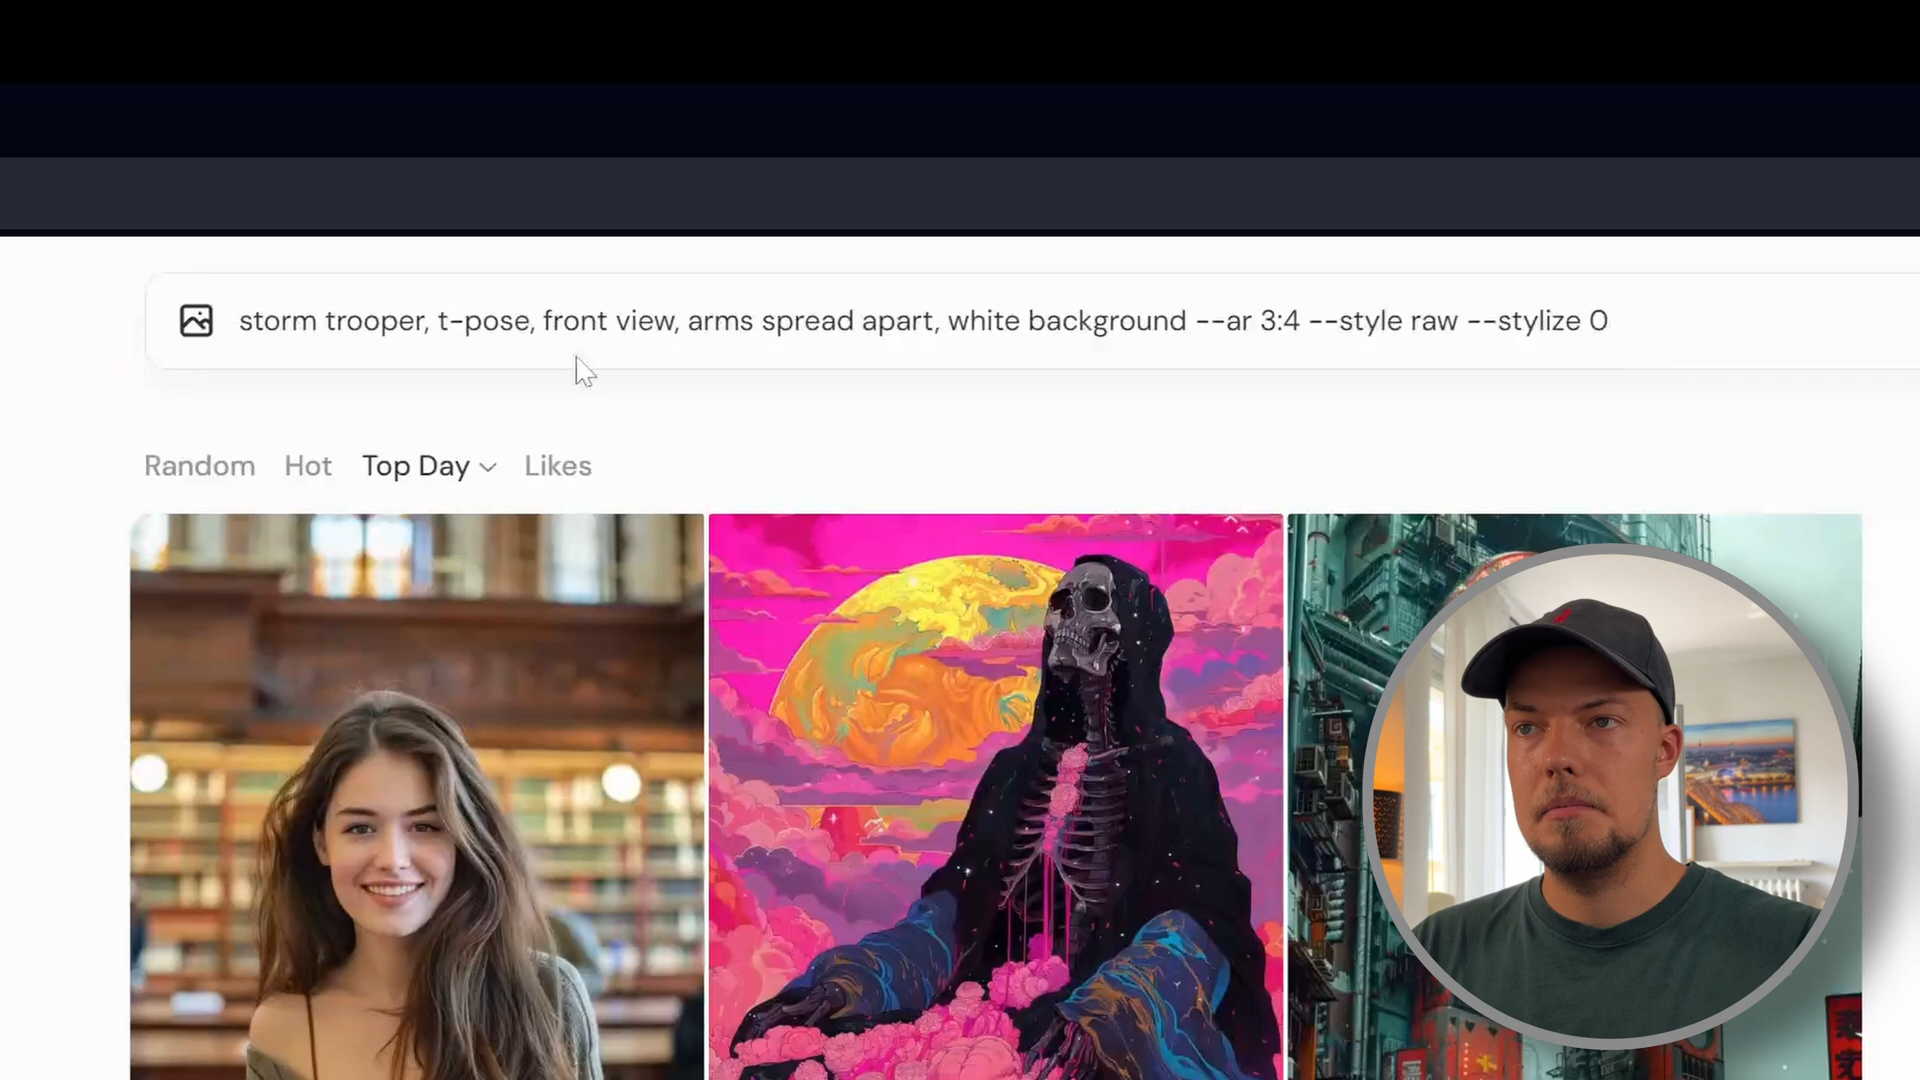 storm trooper, t-pose, front view, arms spread apart, white background --ar 3:4 --style raw --stylize 0
Random Hot Top Day Likes